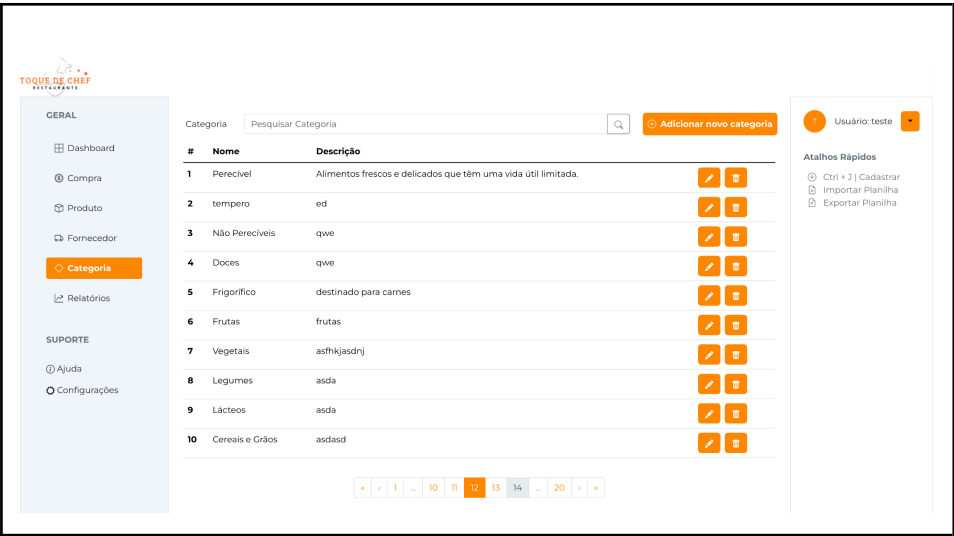 TOQUE DE CHEF
RESTAURANTE
GERAL
Dashboard
Compra
Produto
Fornecedor
Categoria
Relatórios
SUPORTE
Ajuda
Configurações
Categoria Pesquisar Categoria Adicionar novo categoria
# Nome Descrição
1 Perecível Alimentos frescos e delicados que têm uma vida útil limitada.
2 tempero ed
3 Não Perecíveis qwe
4 Doces qwe
5 Frigorífico destinado para carnes
6 Frutas frutas
7 Vegetais asfhkjasdnj
8 Legumes asda
9 Lácteos asda
10 Cereais e Grãos asdasd
« ‹ 1 ... 10 11 12 13 14 ... 20 › »
T Usuário: teste
Atalhos Rápidos
Ctrl + J | Cadastrar
Importar Planilha
Exportar Planilha